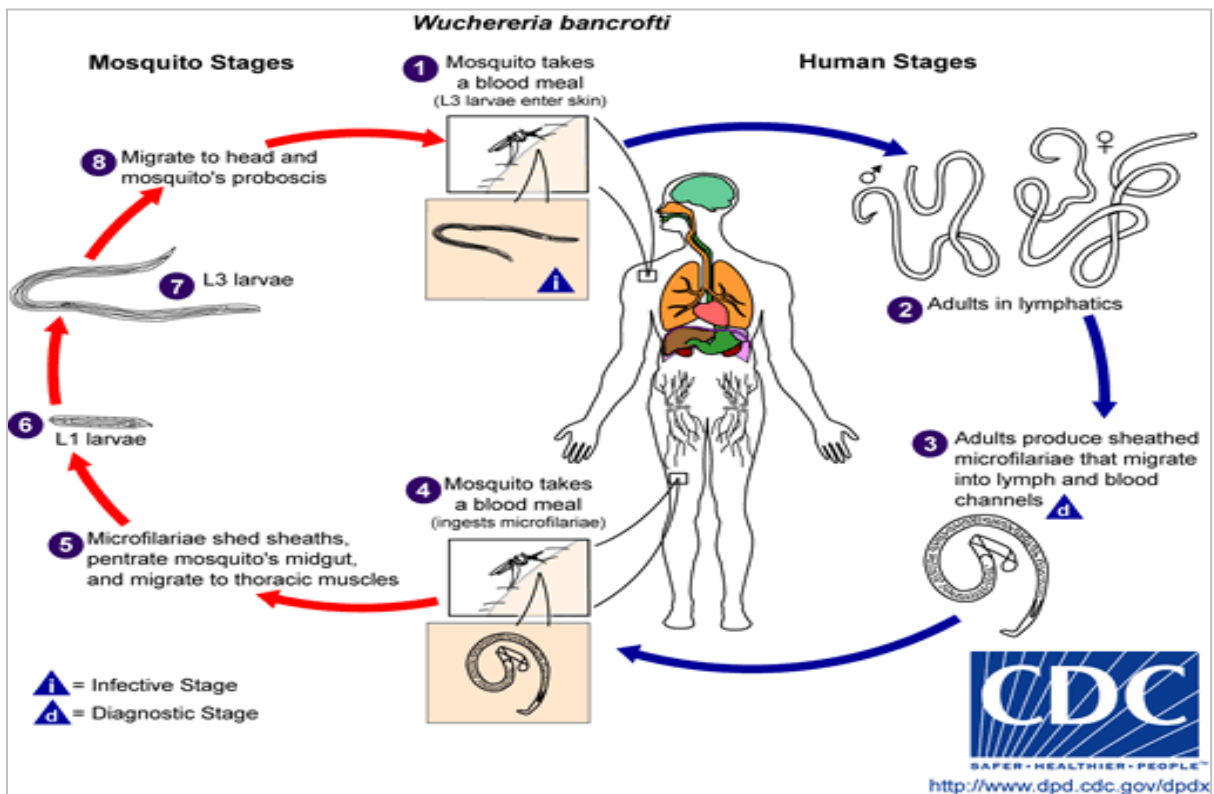 Wuchereria bancrofti
Mosquito Stages
Human Stages
1 Mosquito takes
a blood meal
(L3 larvae enter skin)
i
♂
♀
2 Adults in lymphatics
3 Adults produce sheathed
microfilariae that migrate
into lymph and blood
channels d
4 Mosquito takes
a blood meal
(ingests microfilariae)
5 Microfilariae shed sheaths,
pentrate mosquito's midgut,
and migrate to thoracic muscles
6
L1 larvae
7 L3 larvae
8 Migrate to head and
mosquito's proboscis
i = Infective Stage
d = Diagnostic Stage
CDC
SAFER·HEALTHIER·PEOPLE™
http://www.dpd.cdc.gov/dpdx